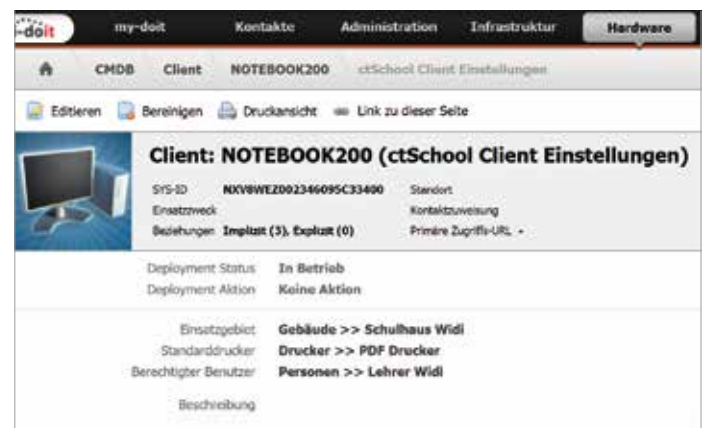 -doit my-doit Kontakte Administration Infrastruktur Hardware
CMDB Client NOTEBOOK200 ctSchool Client Einstellungen
Editieren Bereinigen Druckansicht Link zu dieser Seite
Client: NOTEBOOK200 (ctSchool Client Einstellungen)
SYS-ID NXV8WEZ002346095C33400 Standort
Einsatzzweck Kontaktzuweisung
Beziehungen Implizit (3), Explizit (0) Primäre Zugriffs-URL -
Deployment Status In Betrieb
Deployment Aktion Keine Aktion
Einsatzgebiet Gebäude >> Schulhaus Widi
Standarddrucker Drucker >> PDF Drucker
Berechtigter Benutzer Personen >> Lehrer Widi
Beschreibung